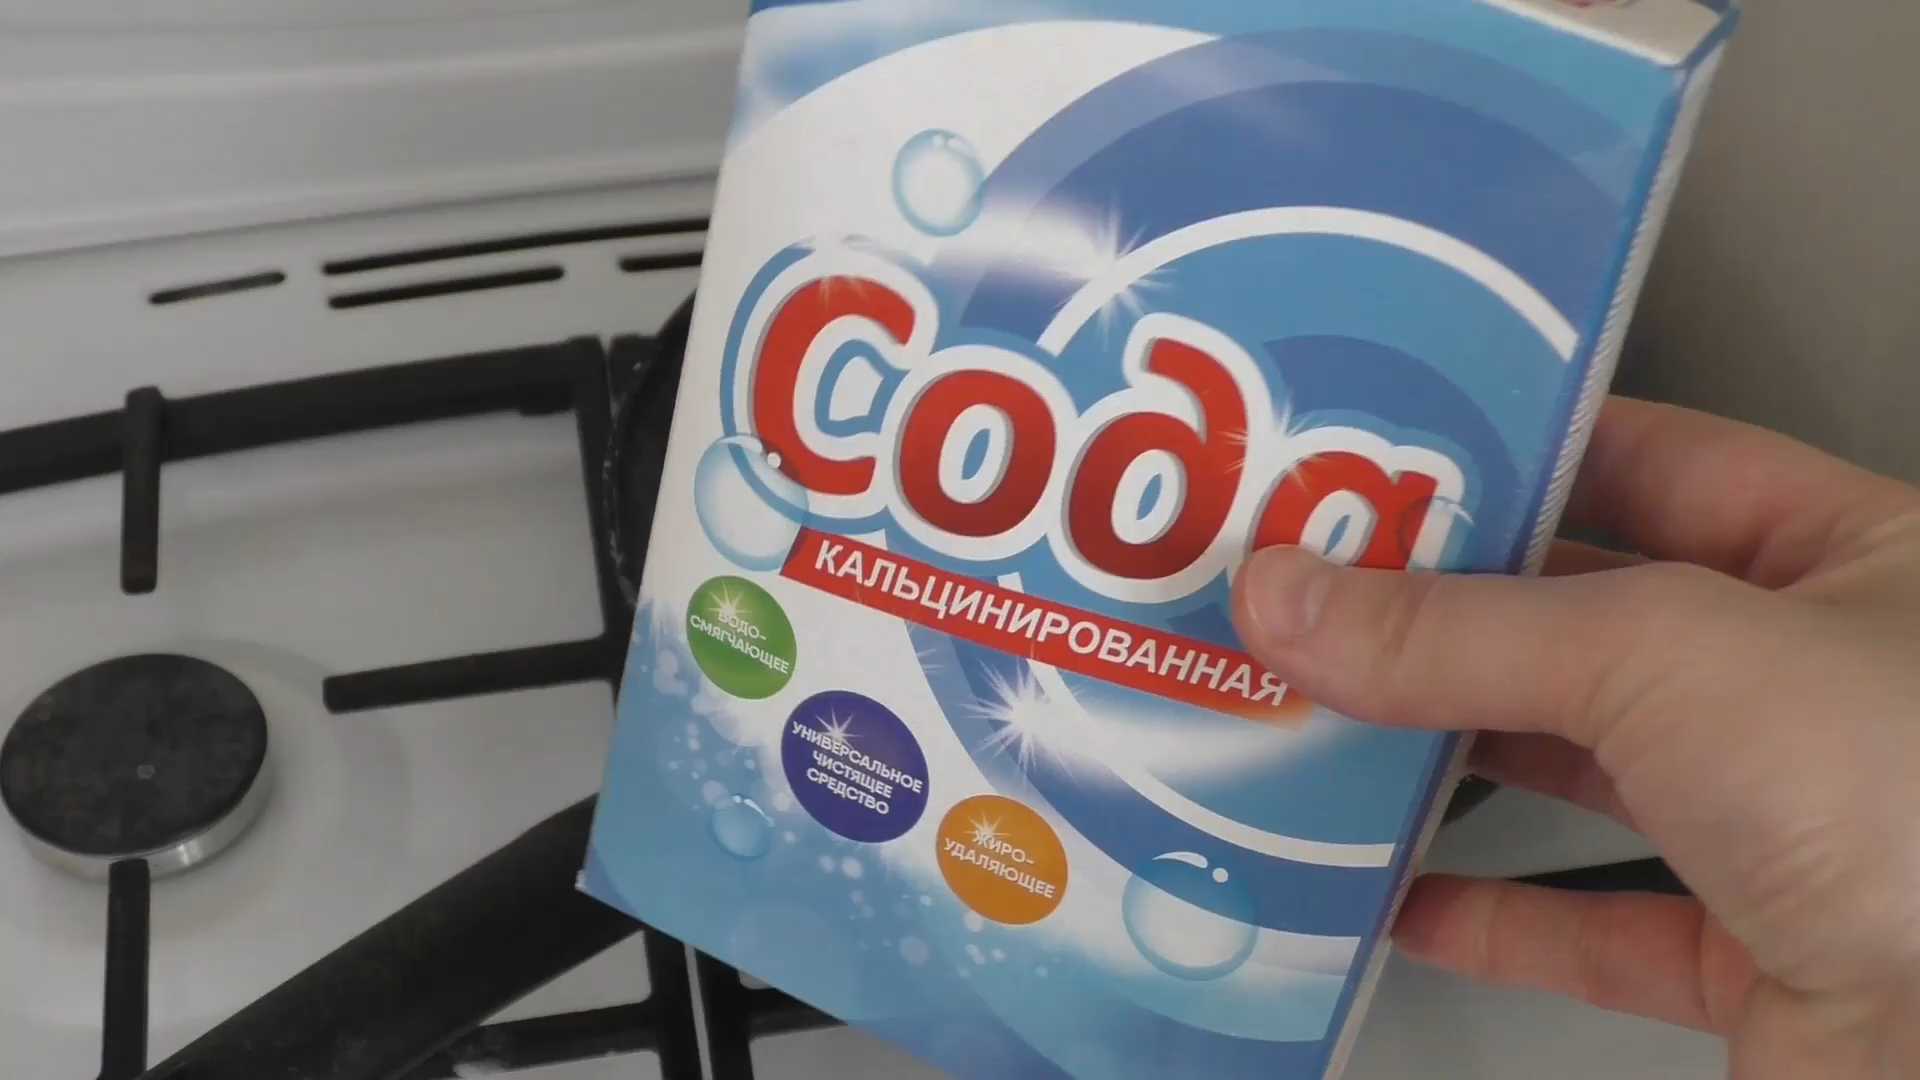 Сода
КАЛЬЦИНИРОВАННАЯ
ВОДО-
СМЯГЧАЮЩЕЕ
УНИВЕРСАЛЬНОЕ
ЧИСТЯЩЕЕ
СРЕДСТВО
ЖИРО-
УДАЛЯЮЩЕЕ